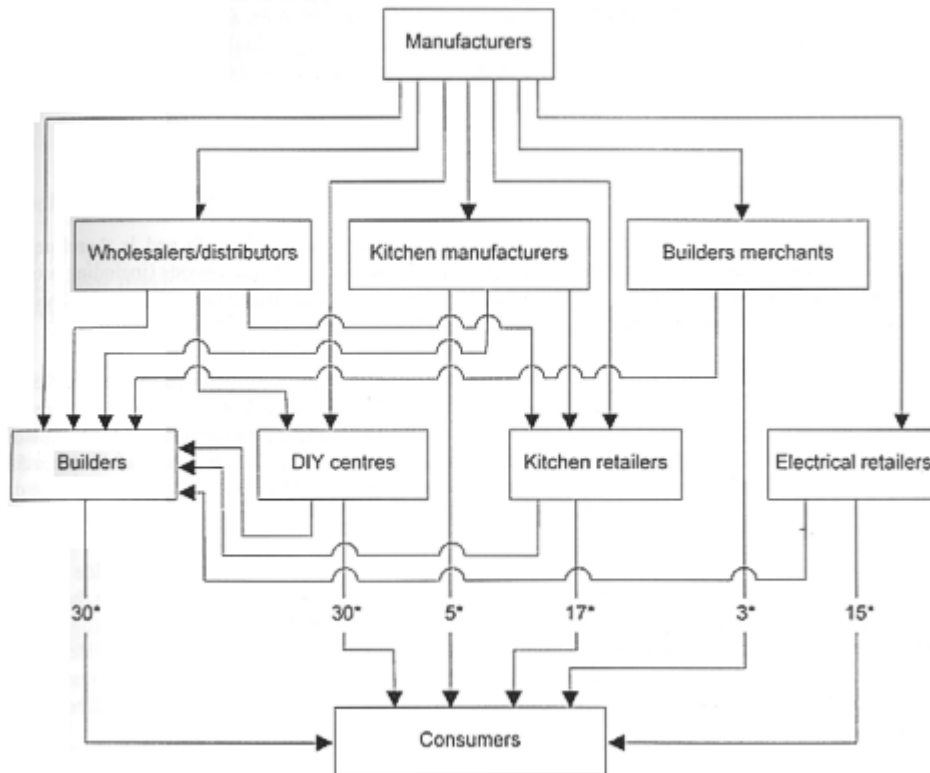 Manufacturers
Wholesalers/distributors
Kitchen manufacturers
Builders merchants
Builders
DIY centres
Kitchen retailers
Electrical retailers
30*
30*
5*
17*
3*
15*
Consumers